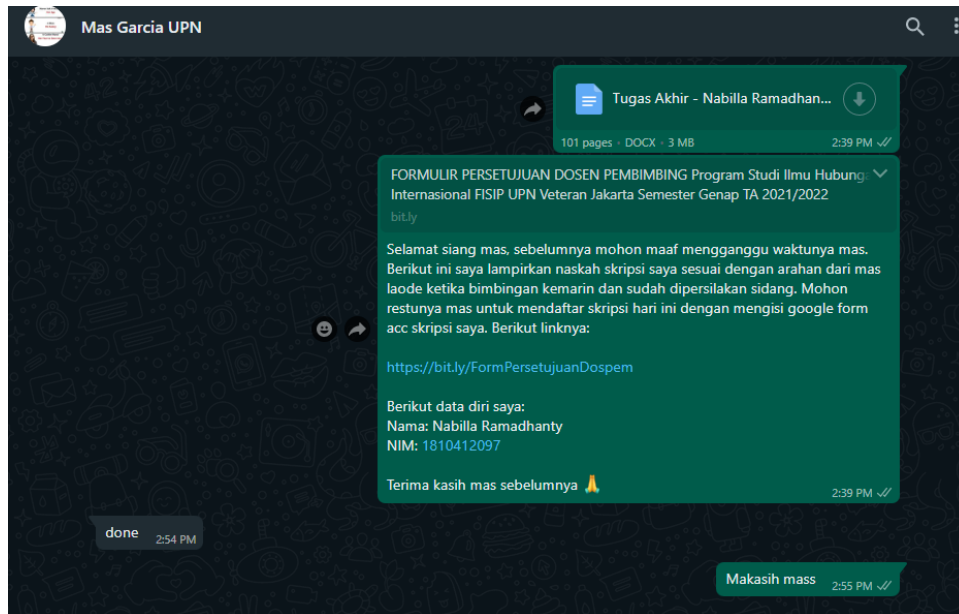 Mas Garcia UPN
Tugas Akhir - Nabilla Ramadhan...
101 pages · DOCX · 3 MB 2:39 PM
FORMULIR PERSETUJUAN DOSEN PEMBIMBING Program Studi Ilmu Hubung
Internasional FISIP UPN Veteran Jakarta Semester Genap TA 2021/2022
bit.ly
Selamat siang mas, sebelumnya mohon maaf mengganggu waktunya mas.
Berikut ini saya lampirkan naskah skripsi saya sesuai dengan arahan dari mas
laode ketika bimbingan kemarin dan sudah dipersilakan sidang. Mohon
restunya mas untuk mendaftar skripsi hari ini dengan mengisi google form
acc skripsi saya. Berikut linknya:
https://bit.ly/FormPersetujuanDospem
Berikut data diri saya:
Nama: Nabilla Ramadhanty
NIM: 1810412097
Terima kasih mas sebelumnya 🙏
2:39 PM
done 2:54 PM
Makasih mass 2:55 PM